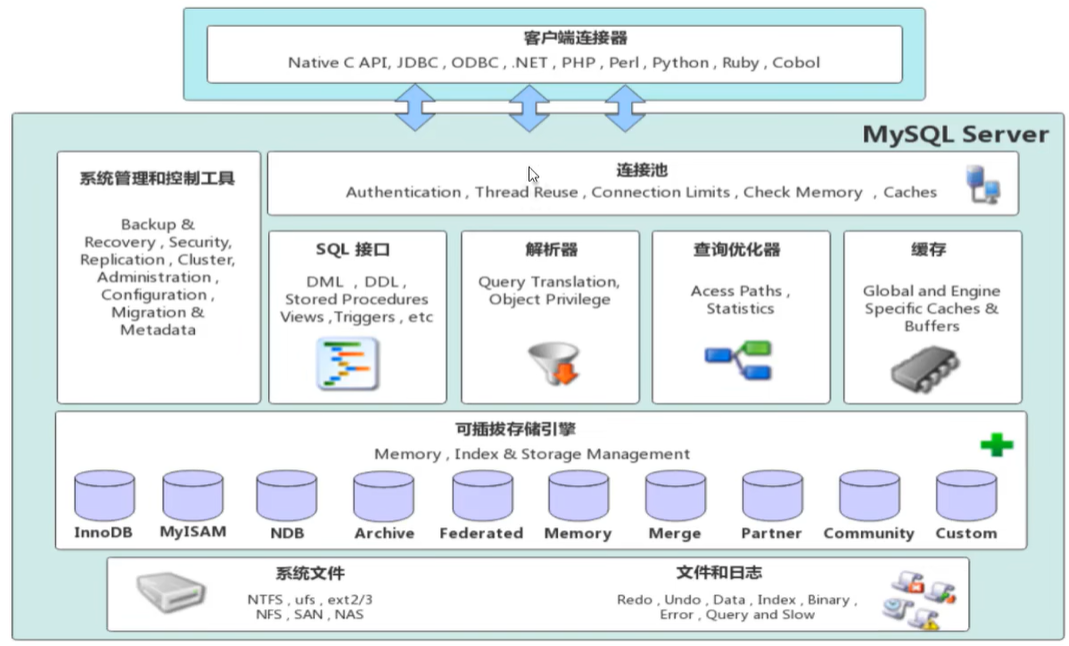 客户端连接器
Native C API, JDBC , ODBC , .NET , PHP , Perl , Python , Ruby , Cobol
MySQL Server
系统管理和控制工具
Backup &
Recovery , Security,
Replication , Cluster,
Administration ,
Configuration ,
Migration &
Metadata
连接池
Authentication , Thread Reuse , Connection Limits , Check Memory , Caches
SQL 接口
DML , DDL ,
Stored Procedures
Views ,Triggers , etc
解析器
Query Translation,
Object Privilege
查询优化器
Acess Paths ,
Statistics
缓存
Global and Engine
Specific Caches &
Buffers
可插拔存储引擎
Memory , Index & Storage Management
InnoDB
MyISAM
NDB
Archive
Federated
Memory
Merge
Partner
Community
Custom
系统文件
NTFS , ufs , ext2/3
NFS , SAN , NAS
文件和日志
Redo , Undo , Data , Index , Binary ,
Error , Query and Slow